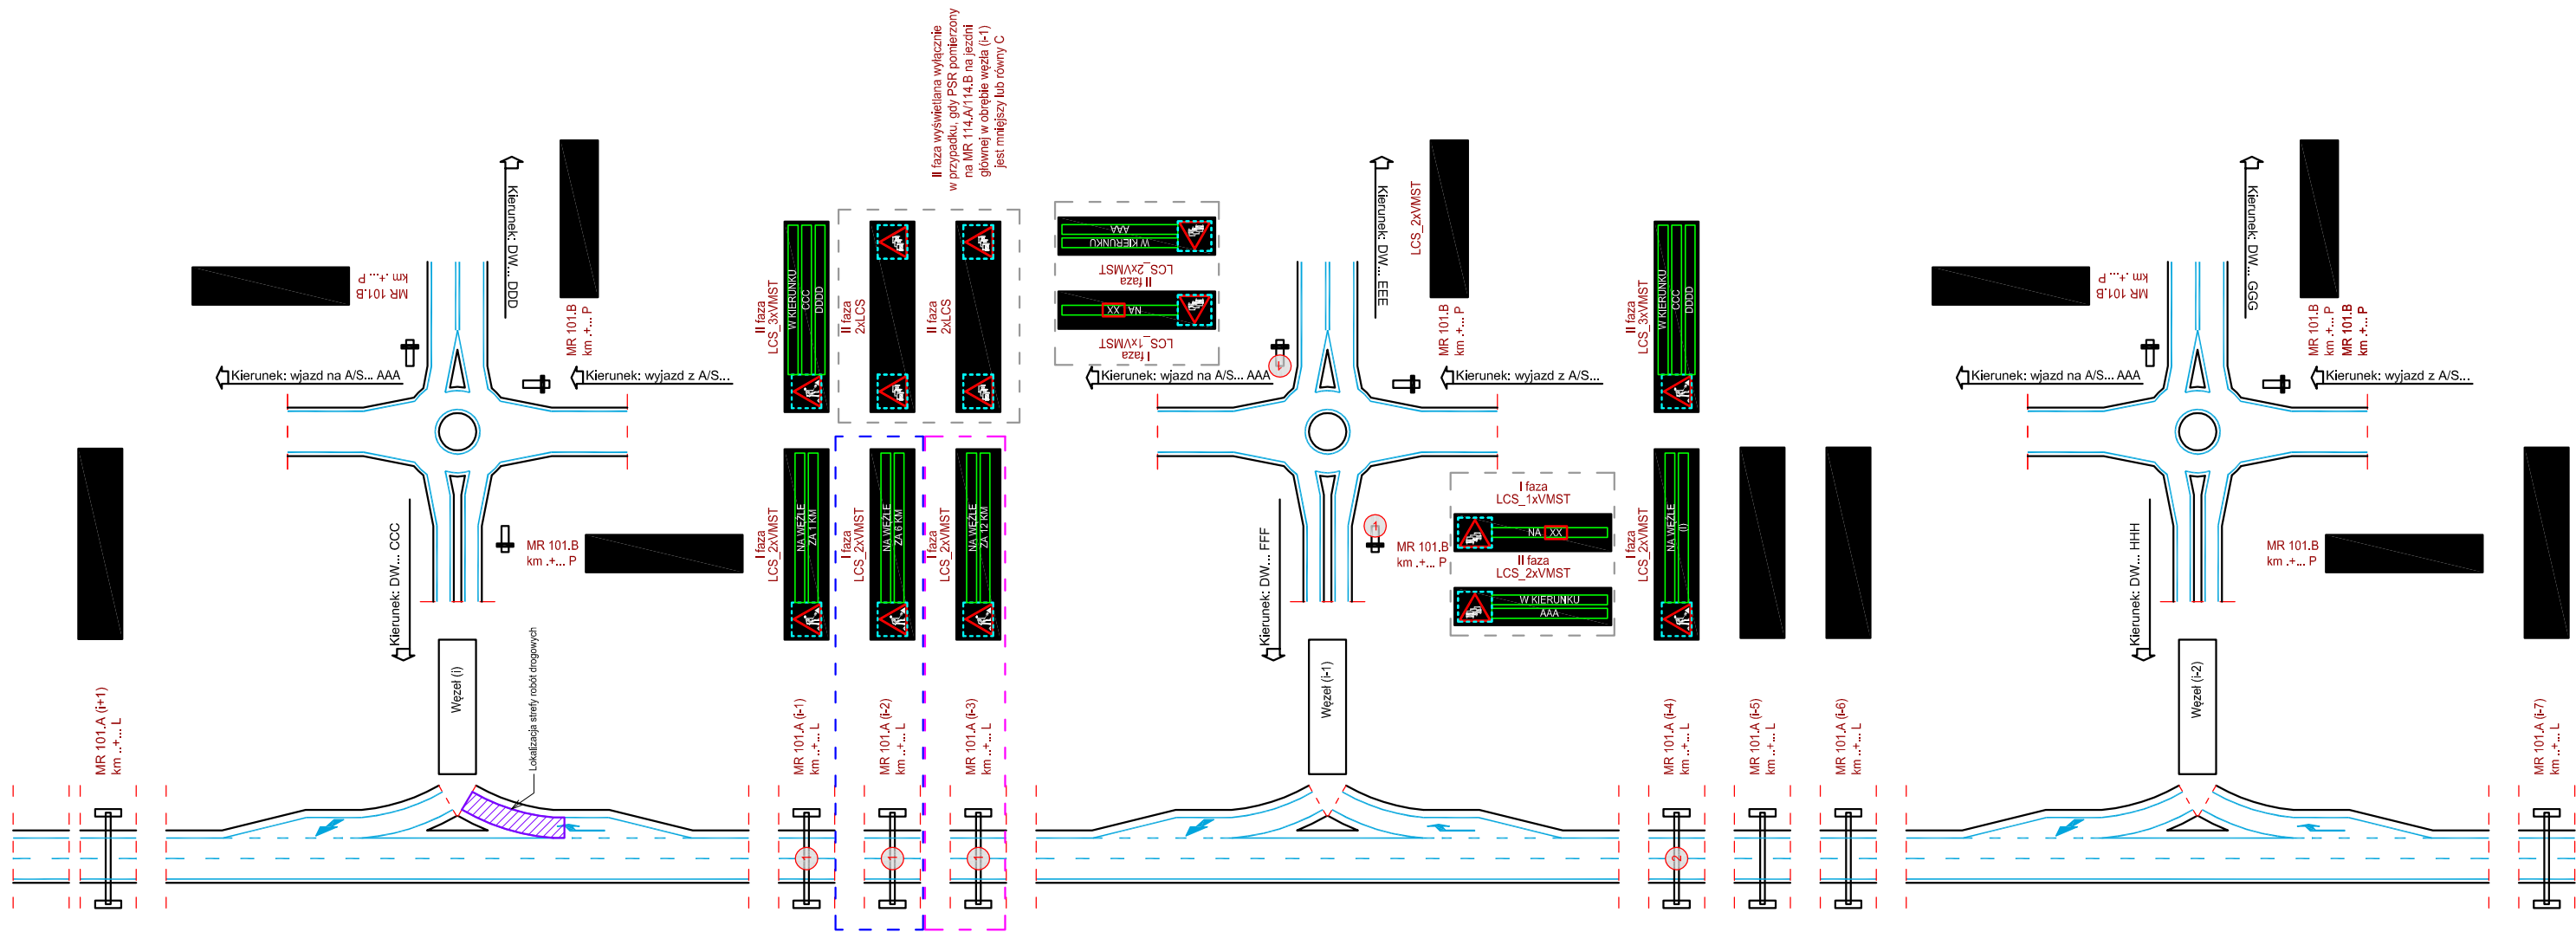 II faza wyświetlana wyłącznie
w przypadku, gdy PSR pomierzony
na MR 114.A/114.B na jezdni
głównej w obrębie węzła (i-1)
jest mniejszy lub równy C
MR 101.B
km .+... P
Kierunek: DW... DDD
MR 101.B
km .+... P
Kierunek: wjazd na A/S... AAA
Kierunek: wyjazd z A/S...
Kierunek: DW... CCC
MR 101.B
km .+... P
Węzeł (i)
Lokalizacja strefy robót drogowych
MR 101.A (i+1)
km ..+... L
II faza
LCS_3xVMST
W KIERUNKU
CCC
DDDD
II faza
2xLCS
II faza
2xLCS
I faza
LCS_2xVMST
NA WĘŹLE
ZA 1 KM
I faza
LCS_2xVMST
NA WĘŹLE
ZA 6 KM
I faza
LCS_2xVMST
NA WĘŹLE
ZA 12 KM
MR 101.A (i-1)
km ..+... L
MR 101.A (i-2)
km ..+... L
MR 101.A (i-3)
km ..+... L
1
1
1
W KIERUNKU
AAA
II faza
LCS_2xVMST
NA XX
I faza
LCS_1xVMST
Kierunek: DW... EEE
LCS_2xVMST
MR 101.B
km .+... P
Kierunek: wjazd na A/S... AAA
Kierunek: wyjazd z A/S...
Kierunek: DW... FFF
MR 101.B
km .+... P
I faza
LCS_1xVMST
NA XX
II faza
LCS_2xVMST
W KIERUNKU
AAA
Węzeł (i-1)
II faza
LCS_3xVMST
W KIERUNKU
CCC
DDDD
I faza
LCS_2xVMST
NA WĘŹLE
(i)
MR 101.A (i-4)
km ..+... L
2
MR 101.A (i-5)
km ..+... L
MR 101.A (i-6)
km ..+... L
MR 101.B
km .+... P
Kierunek: DW... GGG
MR 101.B
km .+... P
MR 101.B
km .+... P
Kierunek: wjazd na A/S... AAA
Kierunek: wyjazd z A/S...
Kierunek: DW... HHH
MR 101.B
km .+... P
Węzeł (i-2)
MR 101.A (i-7)
km ..+... L